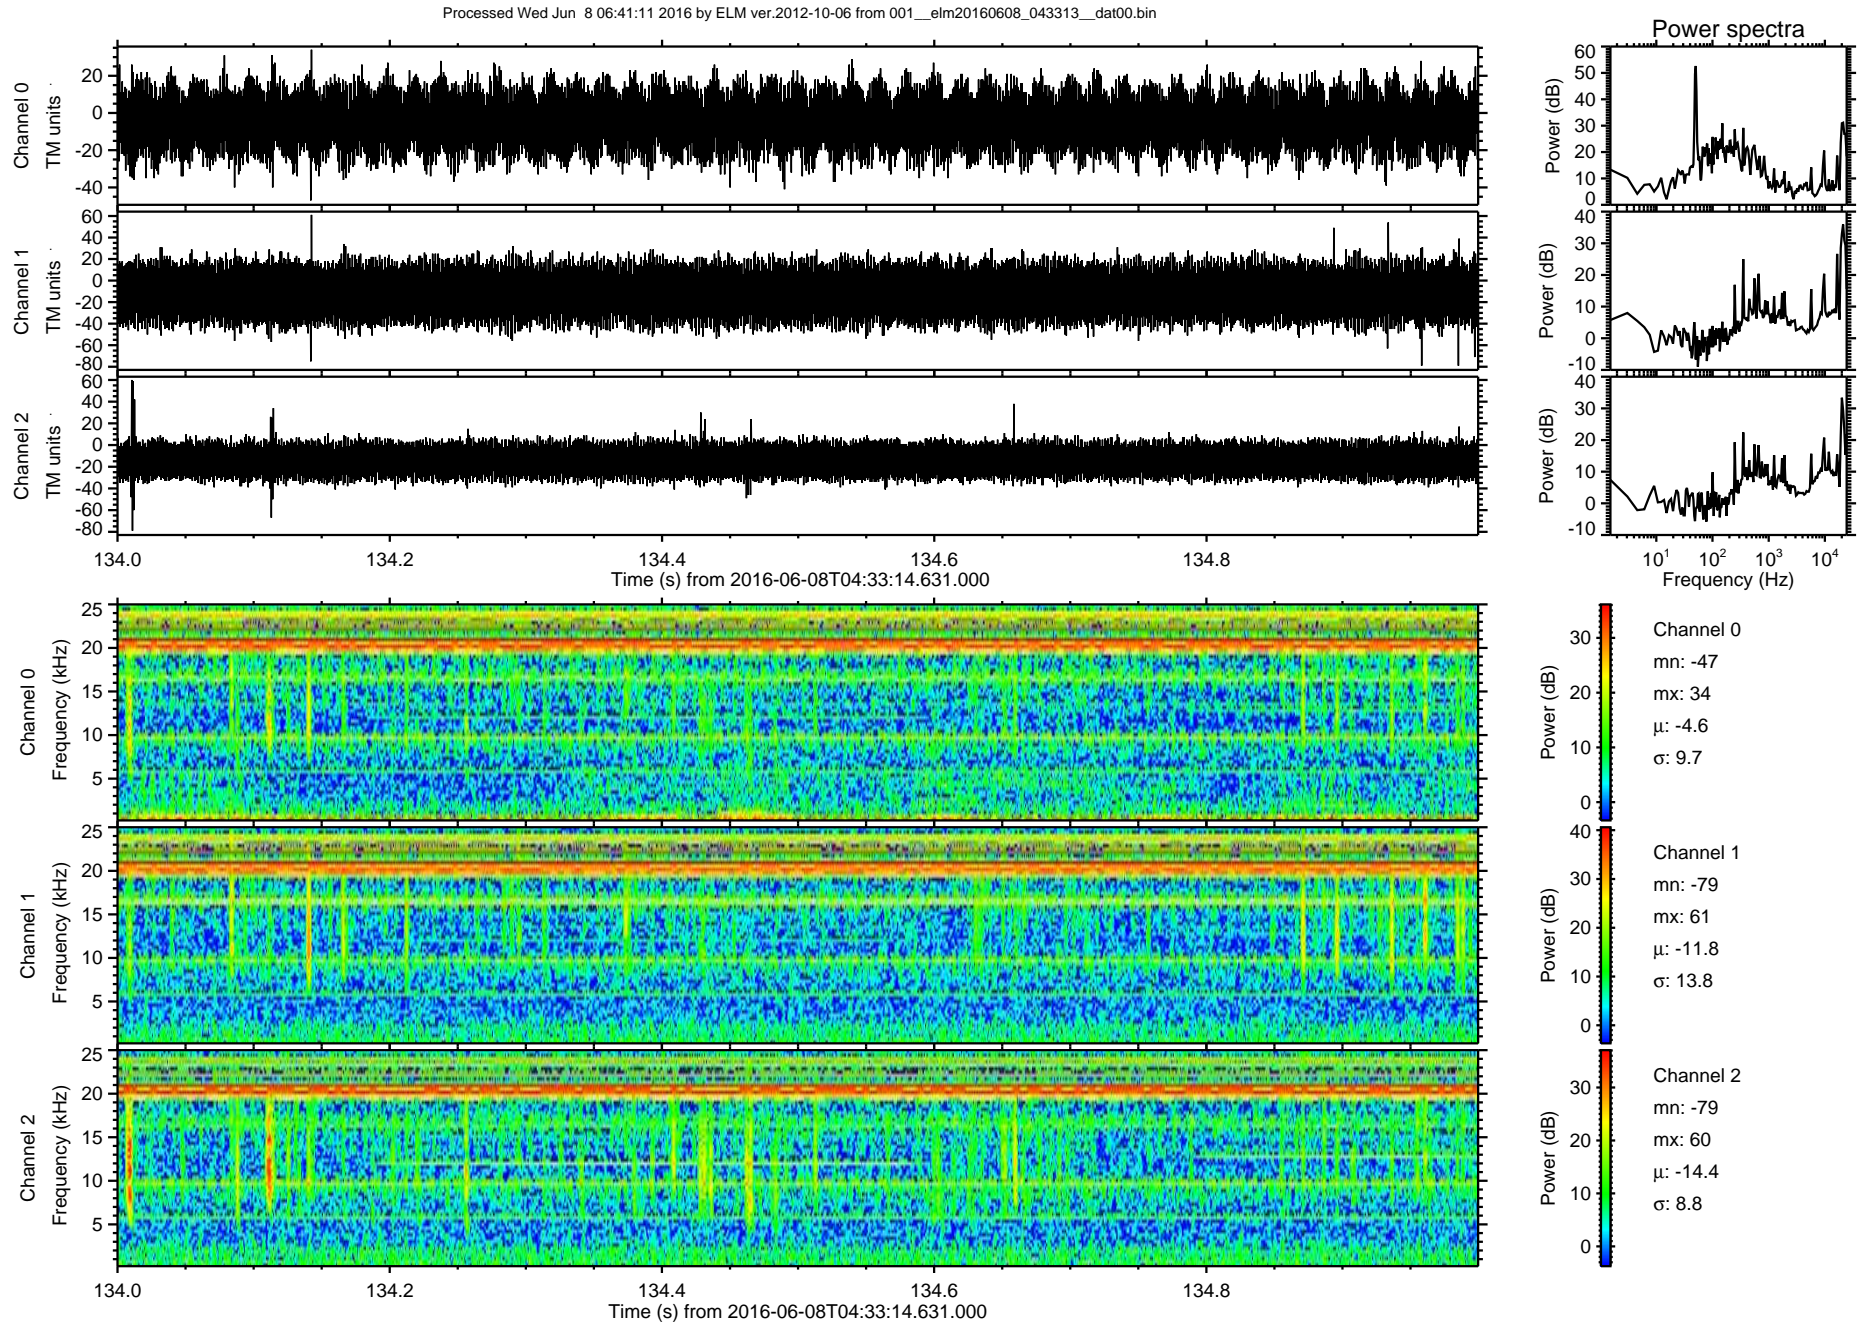 Processed Wed Jun 8 06:41:11 2016 by ELM ver.2012-10-06 from 001__elm20160608_043313__dat00.bin
Power spectra
Channel 0
TM units
20
0
-20
-40
Power (dB)
60
50
40
30
20
10
0
Channel 1
TM units
60
40
20
0
-20
-40
-60
-80
Power (dB)
40
30
20
10
0
-10
Channel 2
TM units
60
40
20
0
-20
-40
-60
-80
Power (dB)
40
30
20
10
0
-10
134.0 134.2 134.4 134.6 134.8
Time (s) from 2016-06-08T04:33:14.631.000
10¹ 10² 10³ 10⁴
Frequency (Hz)
Channel 0
Frequency (kHz)
25
20
15
10
5
Power (dB)
30
20
10
0
Channel 0
mn: -47
mx: 34
μ: -4.6
σ: 9.7
Channel 1
Frequency (kHz)
25
20
15
10
5
Power (dB)
40
30
20
10
0
Channel 1
mn: -79
mx: 61
μ: -11.8
σ: 13.8
Channel 2
Frequency (kHz)
25
20
15
10
5
Power (dB)
30
20
10
0
Channel 2
mn: -79
mx: 60
μ: -14.4
σ: 8.8
134.0 134.2 134.4 134.6 134.8
Time (s) from 2016-06-08T04:33:14.631.000